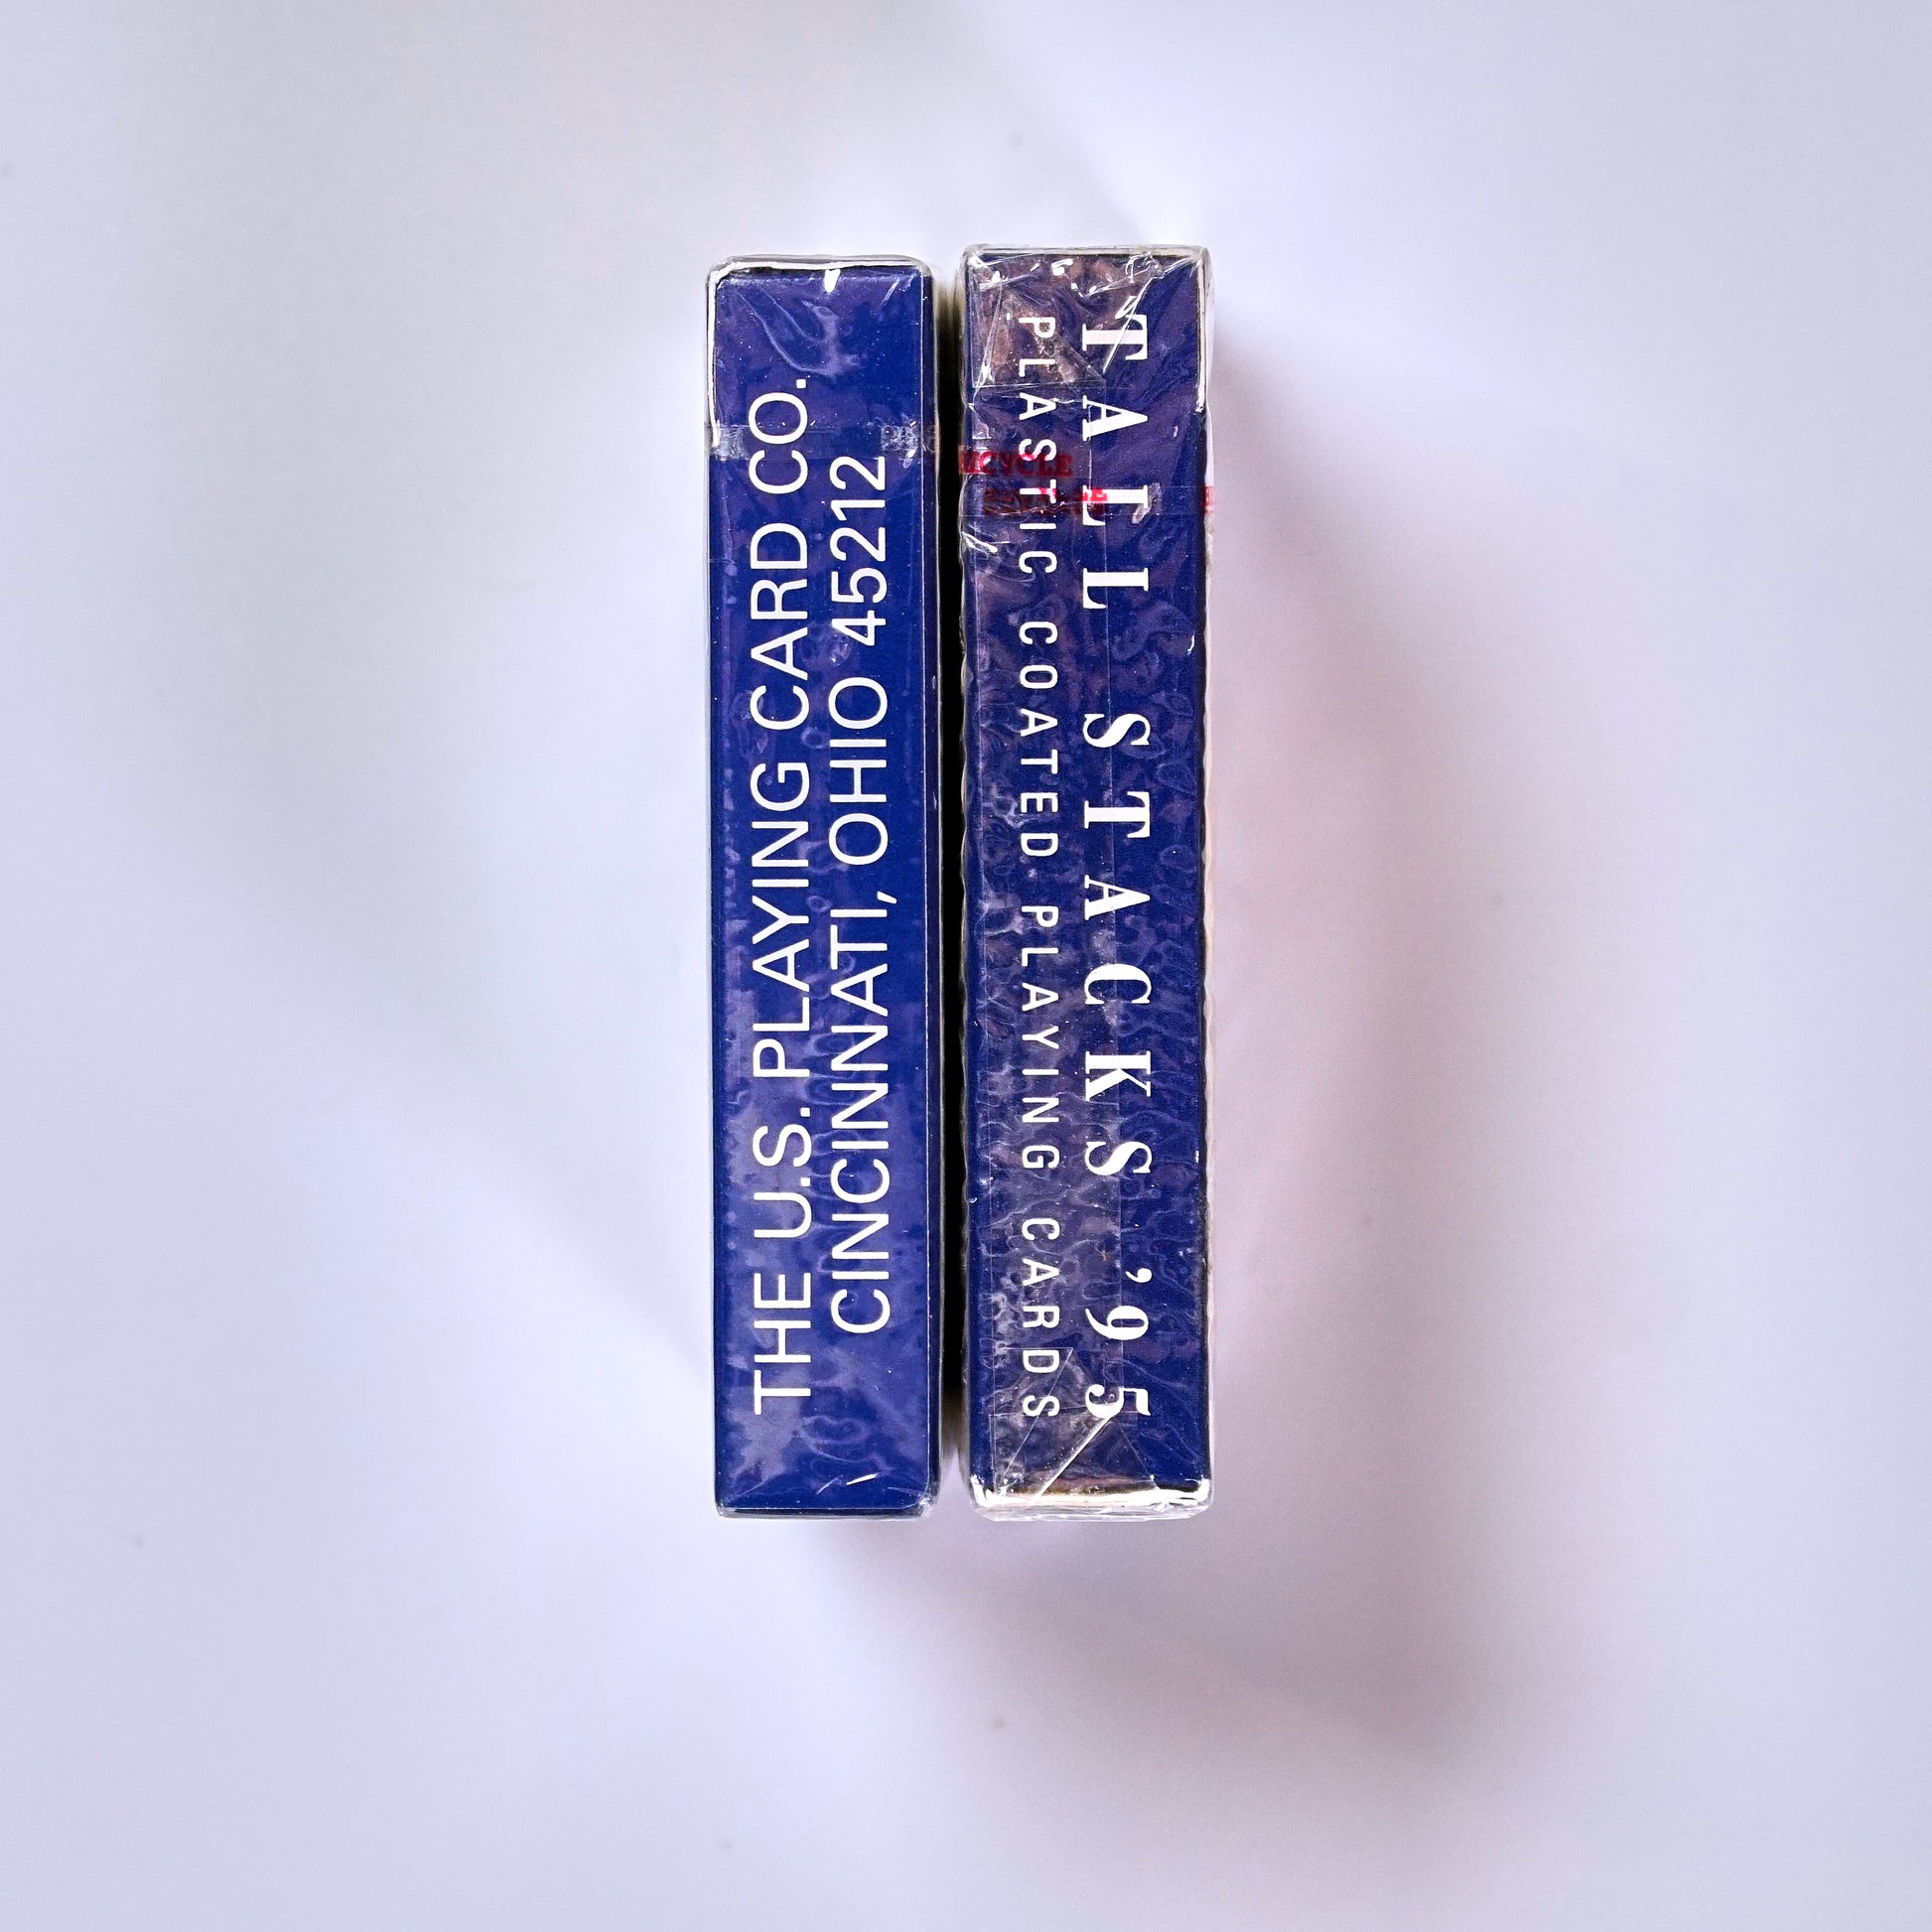 THE U.S. PLAYING CARD CO.
CINCINNATI, OHIO 45212
TALL STACKS ’95
PLASTIC COATED PLAYING CARDS